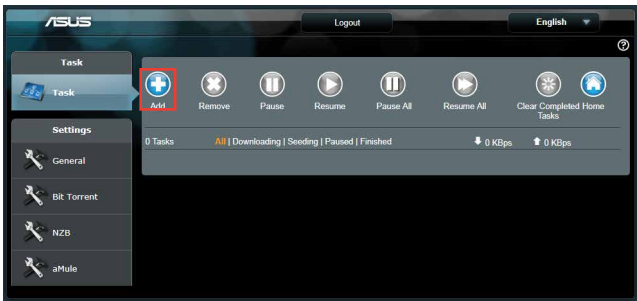 ASUS
Logout
English
Task
Task
Add
Remove
Pause
Resume
Pause All
Resume All
Clear Completed
Tasks
Home
0 Tasks
All | Downloading | Seeding | Paused | Finished
0 KBps
0 KBps
Settings
General
Bit Torrent
NZB
aMule